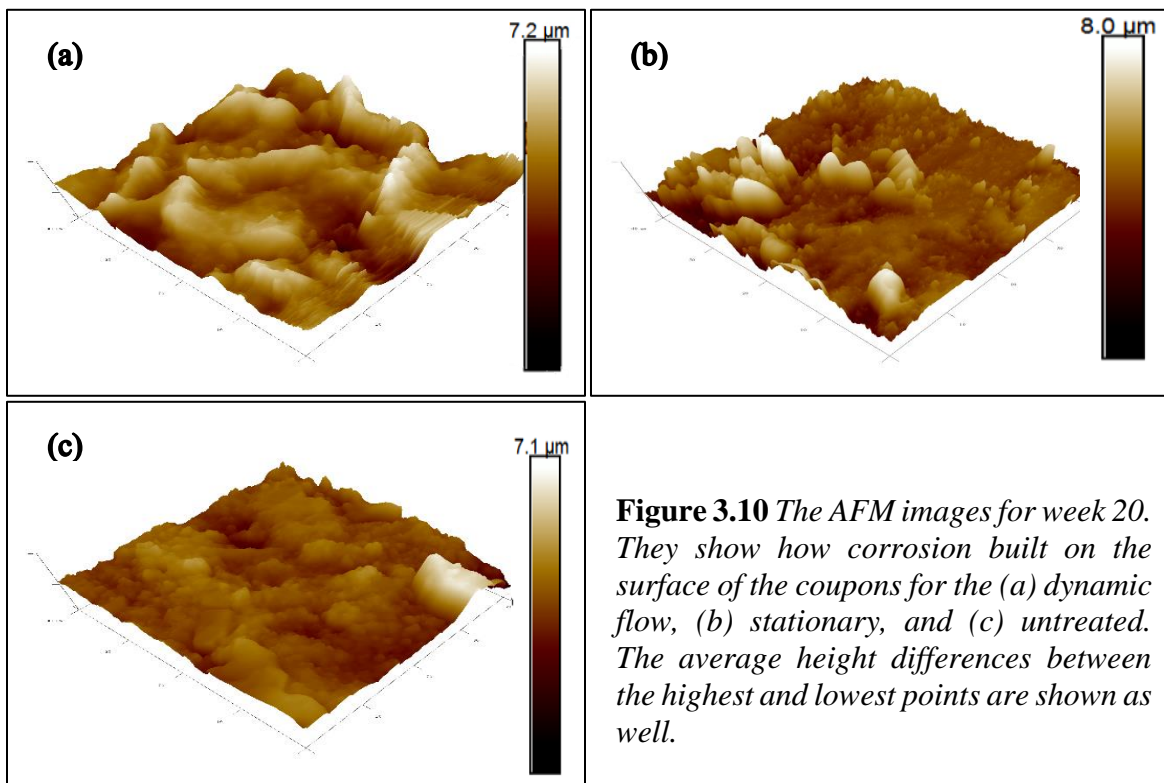 (a)
7.2 µm
(b)
8.0 µm
(c)
7.1 µm
Figure 3.10 The AFM images for week 20.
They show how corrosion built on the
surface of the coupons for the (a) dynamic
flow, (b) stationary, and (c) untreated.
The average height differences between
the highest and lowest points are shown as
well.